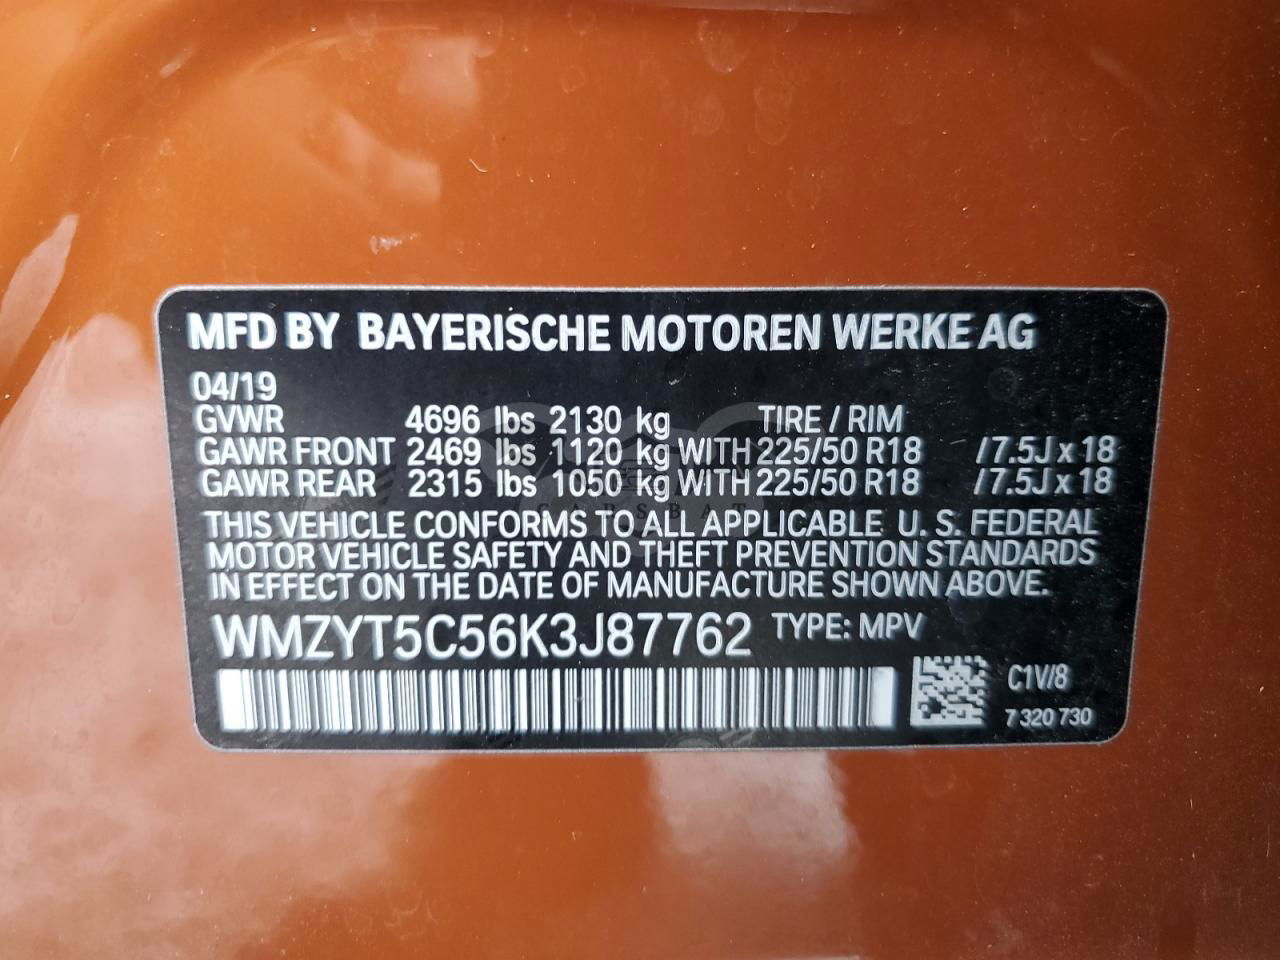 MFD BY BAYERISCHE MOTOREN WERKE AG
04/19
GVWR 4696 lbs 2130 kg TIRE / RIM
GAWR FRONT 2469 lbs 1120 kg WITH 225/50 R18 /7.5J x 18
GAWR REAR 2315 lbs 1050 kg WITH 225/50 R18 /7.5J x 18
THIS VEHICLE CONFORMS TO ALL APPLICABLE U. S. FEDERAL
MOTOR VEHICLE SAFETY AND THEFT PREVENTION STANDARDS
IN EFFECT ON THE DATE OF MANUFACTURE SHOWN ABOVE.
WMZYT5C56K3J87762 TYPE: MPV
C1V/8
7 320 730